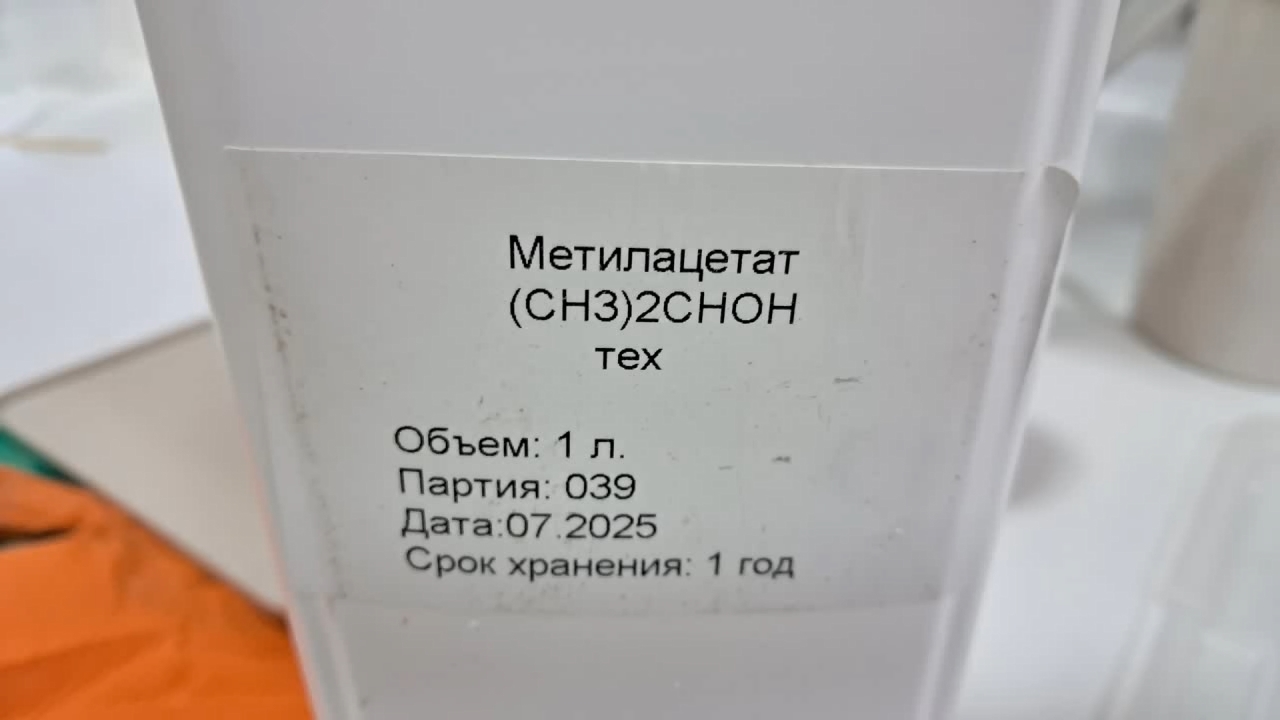 Метилацетат
(CH3)2CHOH
тех
Объем: 1 л.
Партия: 039
Дата:07.2025
Срок хранения: 1 год